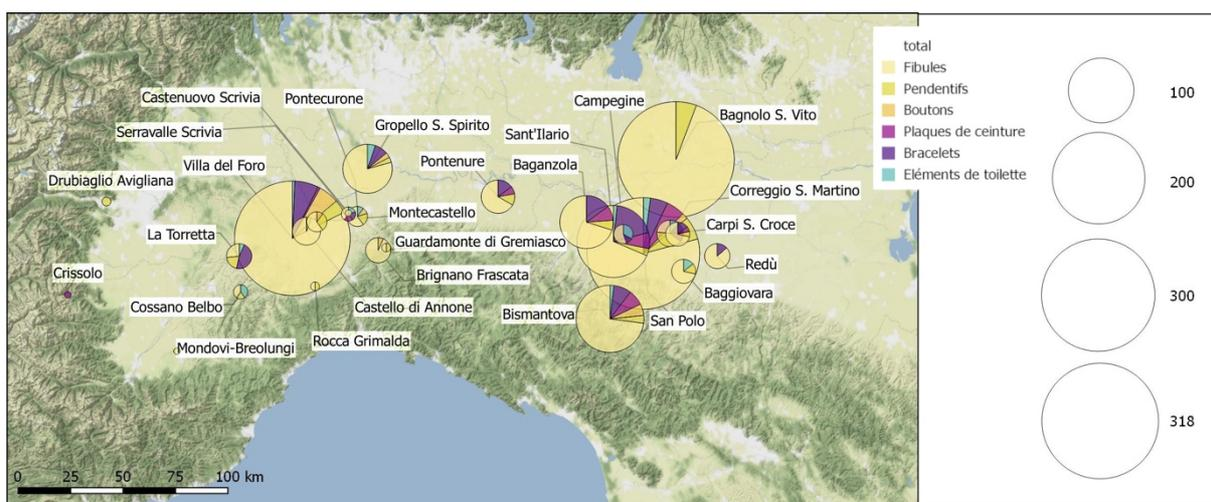 Castenuovo Scrivia
Pontecurone
Campegine
Serravalle Scrivia
Gropello S. Spirito
Sant'Ilario
Bagnolo S. Vito
Villa del Foro
Pontenure
Baganzola
Drubiaglio Avigliana
Correggio S. Martino
La Torretta
Montecastello
Carpi S. Croce
Guardamonte di Gremiasco
Crissolo
Brignano Frascata
Redù
Cossano Belbo
Castello di Annone
Baggiovara
Bismantova
San Polo
Mondovi-Breolungi
Rocca Grimalda
0 25 50 75 100 km
total
Fibules
Pendentifs
Boutons
Plaques de ceinture
Bracelets
Eléments de toilette
100
200
300
318